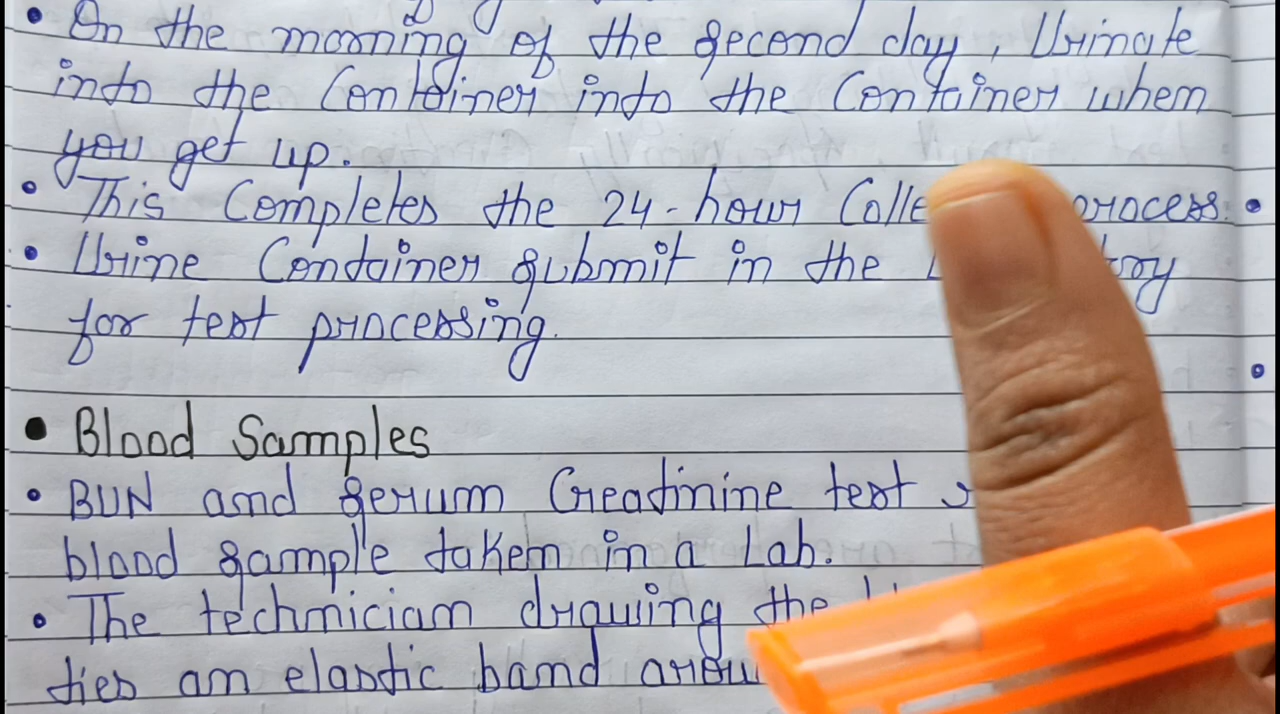 • On the morning of the second day, Urinate
into the Container into the Container when
you get up.
• This Completes the 24-hour process.
• Urine Container submit in the
for test processing.
• Blood Samples
• BUN and serum Creatinine test
blood sample taken in a Lab.
• The technician drawing the
ties an elastic band